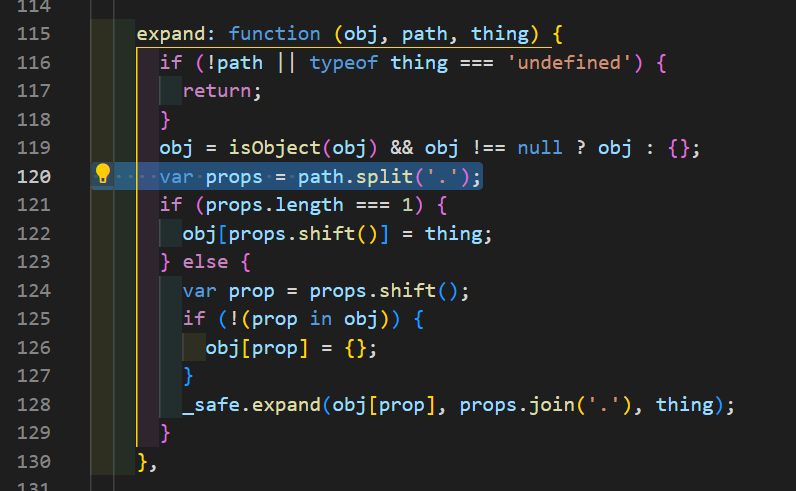 114
115 expand: function (obj, path, thing) {
116 if (!path || typeof thing === 'undefined') {
117 return;
118 }
119 obj = isObject(obj) && obj !== null ? obj : {};
120 var props = path.split('.');
121 if (props.length === 1) {
122 obj[props.shift()] = thing;
123 } else {
124 var prop = props.shift();
125 if (!(prop in obj)) {
126 obj[prop] = {};
127 }
128 _safe.expand(obj[prop], props.join('.'), thing);
129 }
130 },
131